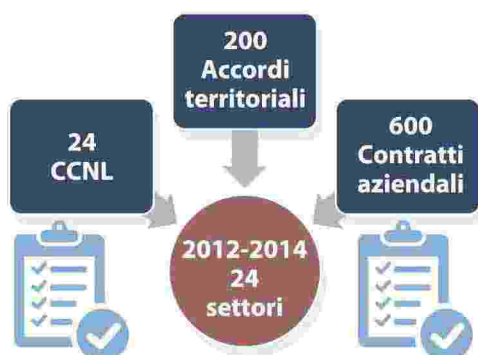 200
Accordi
territoriali
24
CCNL
600
Contratti
aziendali
2012-2014
24
settori